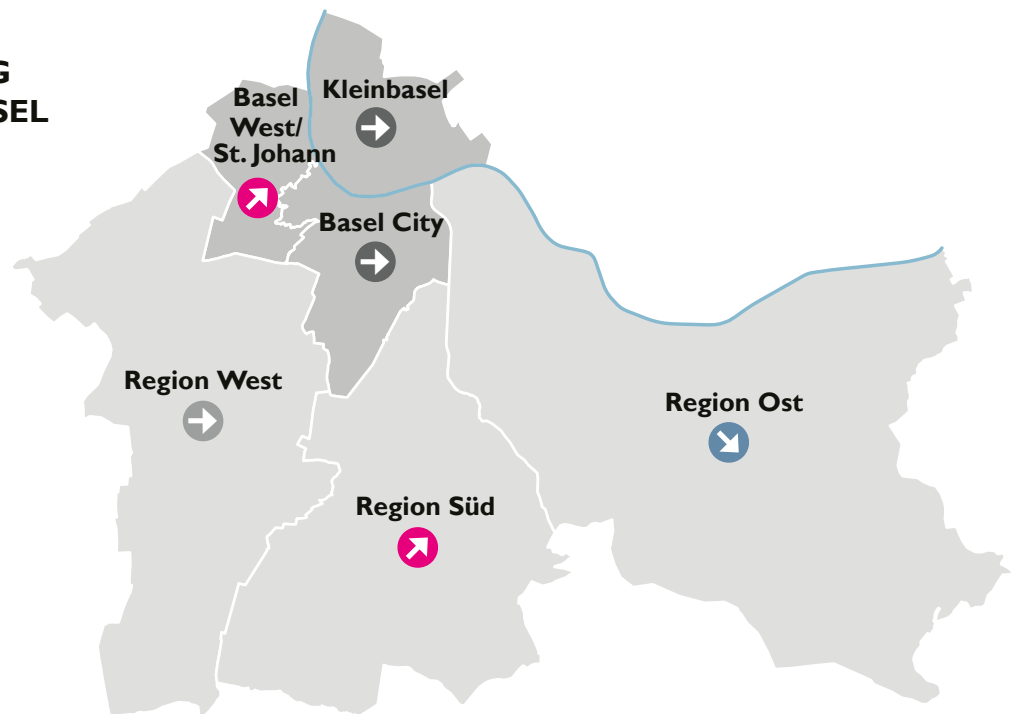 G
SEL
Kleinbasel
Basel
West/
St. Johann
Basel City
Region West
Region Ost
Region Süd